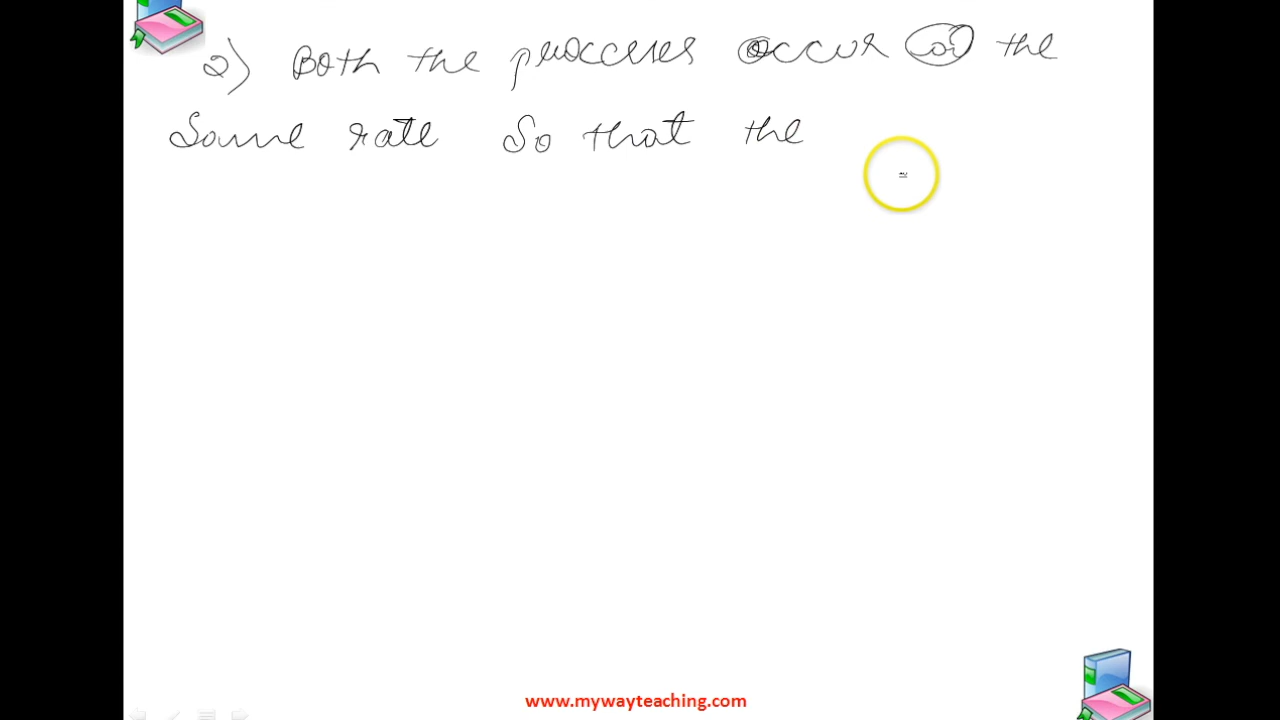 2) Both the processes occur at the
Same rate So that the
www.mywayteaching.com